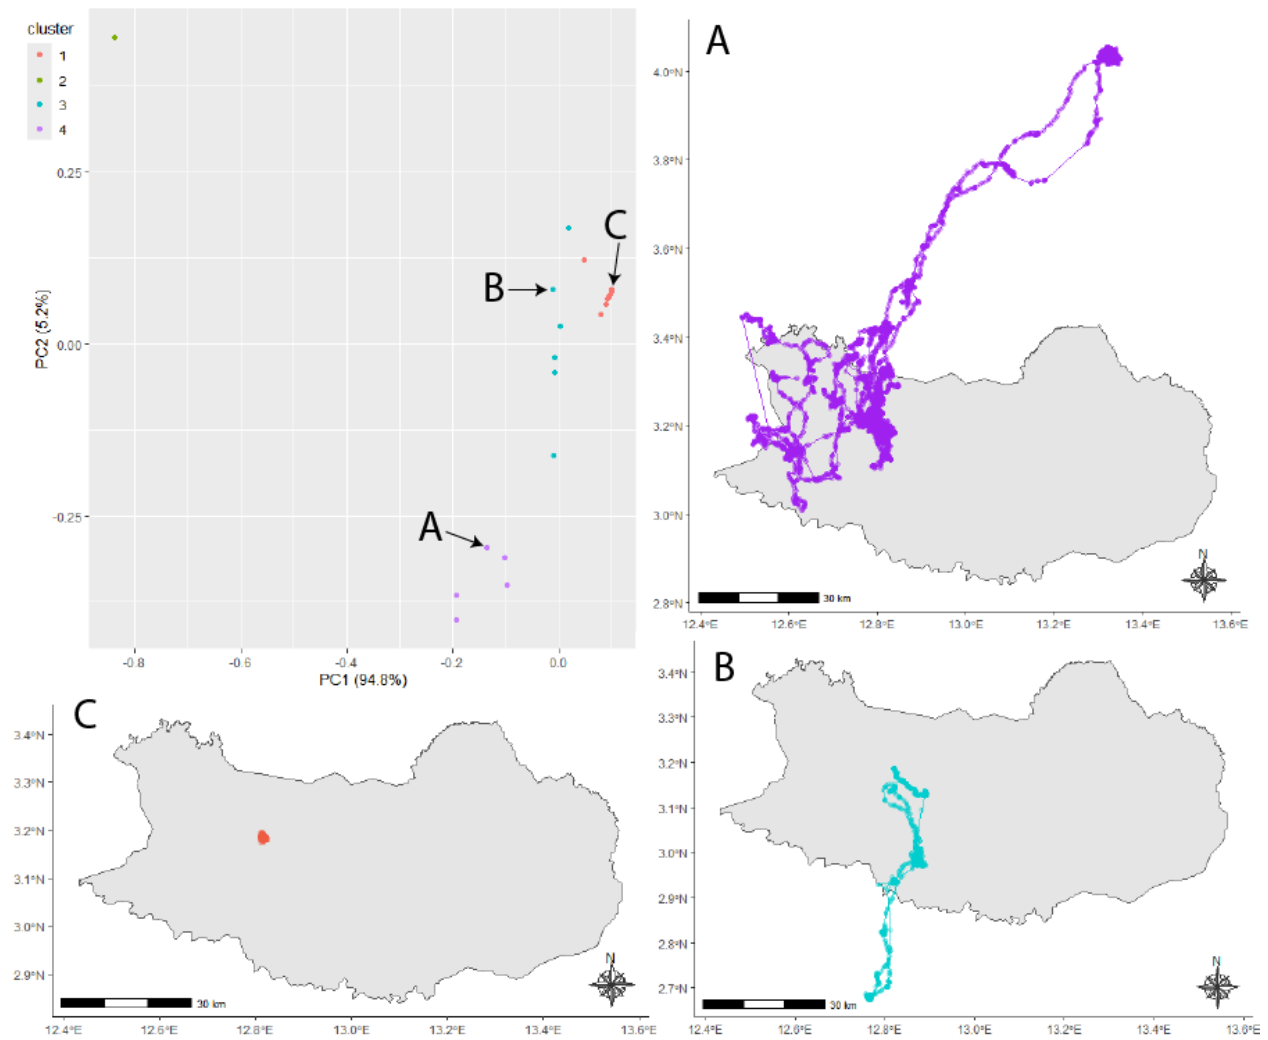 cluster
1
2
3
4
0.25
0.00
-0.25
PC2 (5.2%)
-0.8
-0.6
-0.4
-0.2
0.0
PC1 (94.8%)
A
B
C
A
4.0°N
3.8°N
3.6°N
3.4°N
3.2°N
3.0°N
2.8°N
12.4°E
12.6°E
12.8°E
13.0°E
13.2°E
13.4°E
13.6°E
30 km
N
C
3.4°N
3.3°N
3.2°N
3.1°N
3.0°N
2.9°N
12.4°E
12.6°E
12.8°E
13.0°E
13.2°E
13.4°E
13.6°E
30 km
N
B
3.4°N
3.3°N
3.2°N
3.1°N
3.0°N
2.9°N
2.8°N
2.7°N
12.4°E
12.6°E
12.8°E
13.0°E
13.2°E
13.4°E
13.6°E
30 km
N